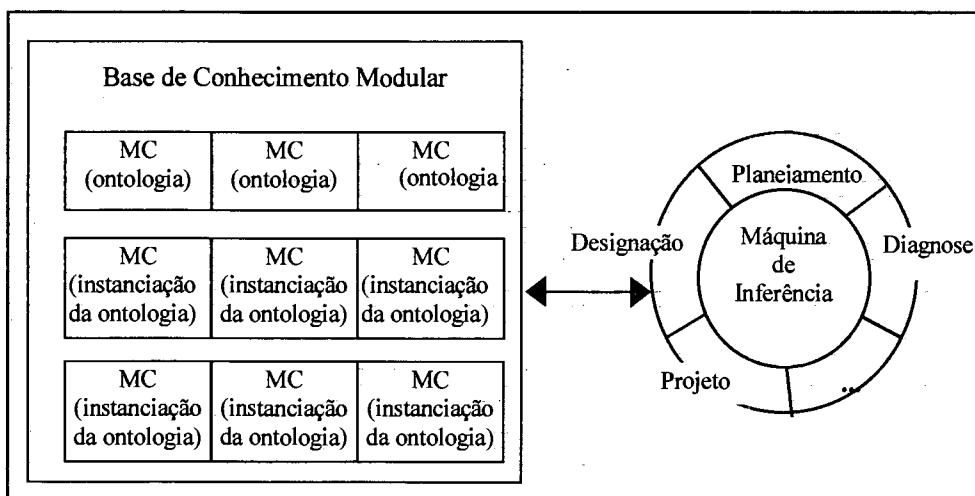 Base de Conhecimento Modular
MC
(ontologia)
MC
(ontologia)
MC
(ontologia
MC
(instanciação
da ontologia)
MC
(instanciação
da ontologia)
MC
(instanciação
da ontologia)
MC
(instanciação
da ontologia)
MC
(instanciação
da ontologia)
MC
(instanciação
da ontologia)
Planejamento
Designação
Máquina
de
Inferência
Diagnose
Projeto
...